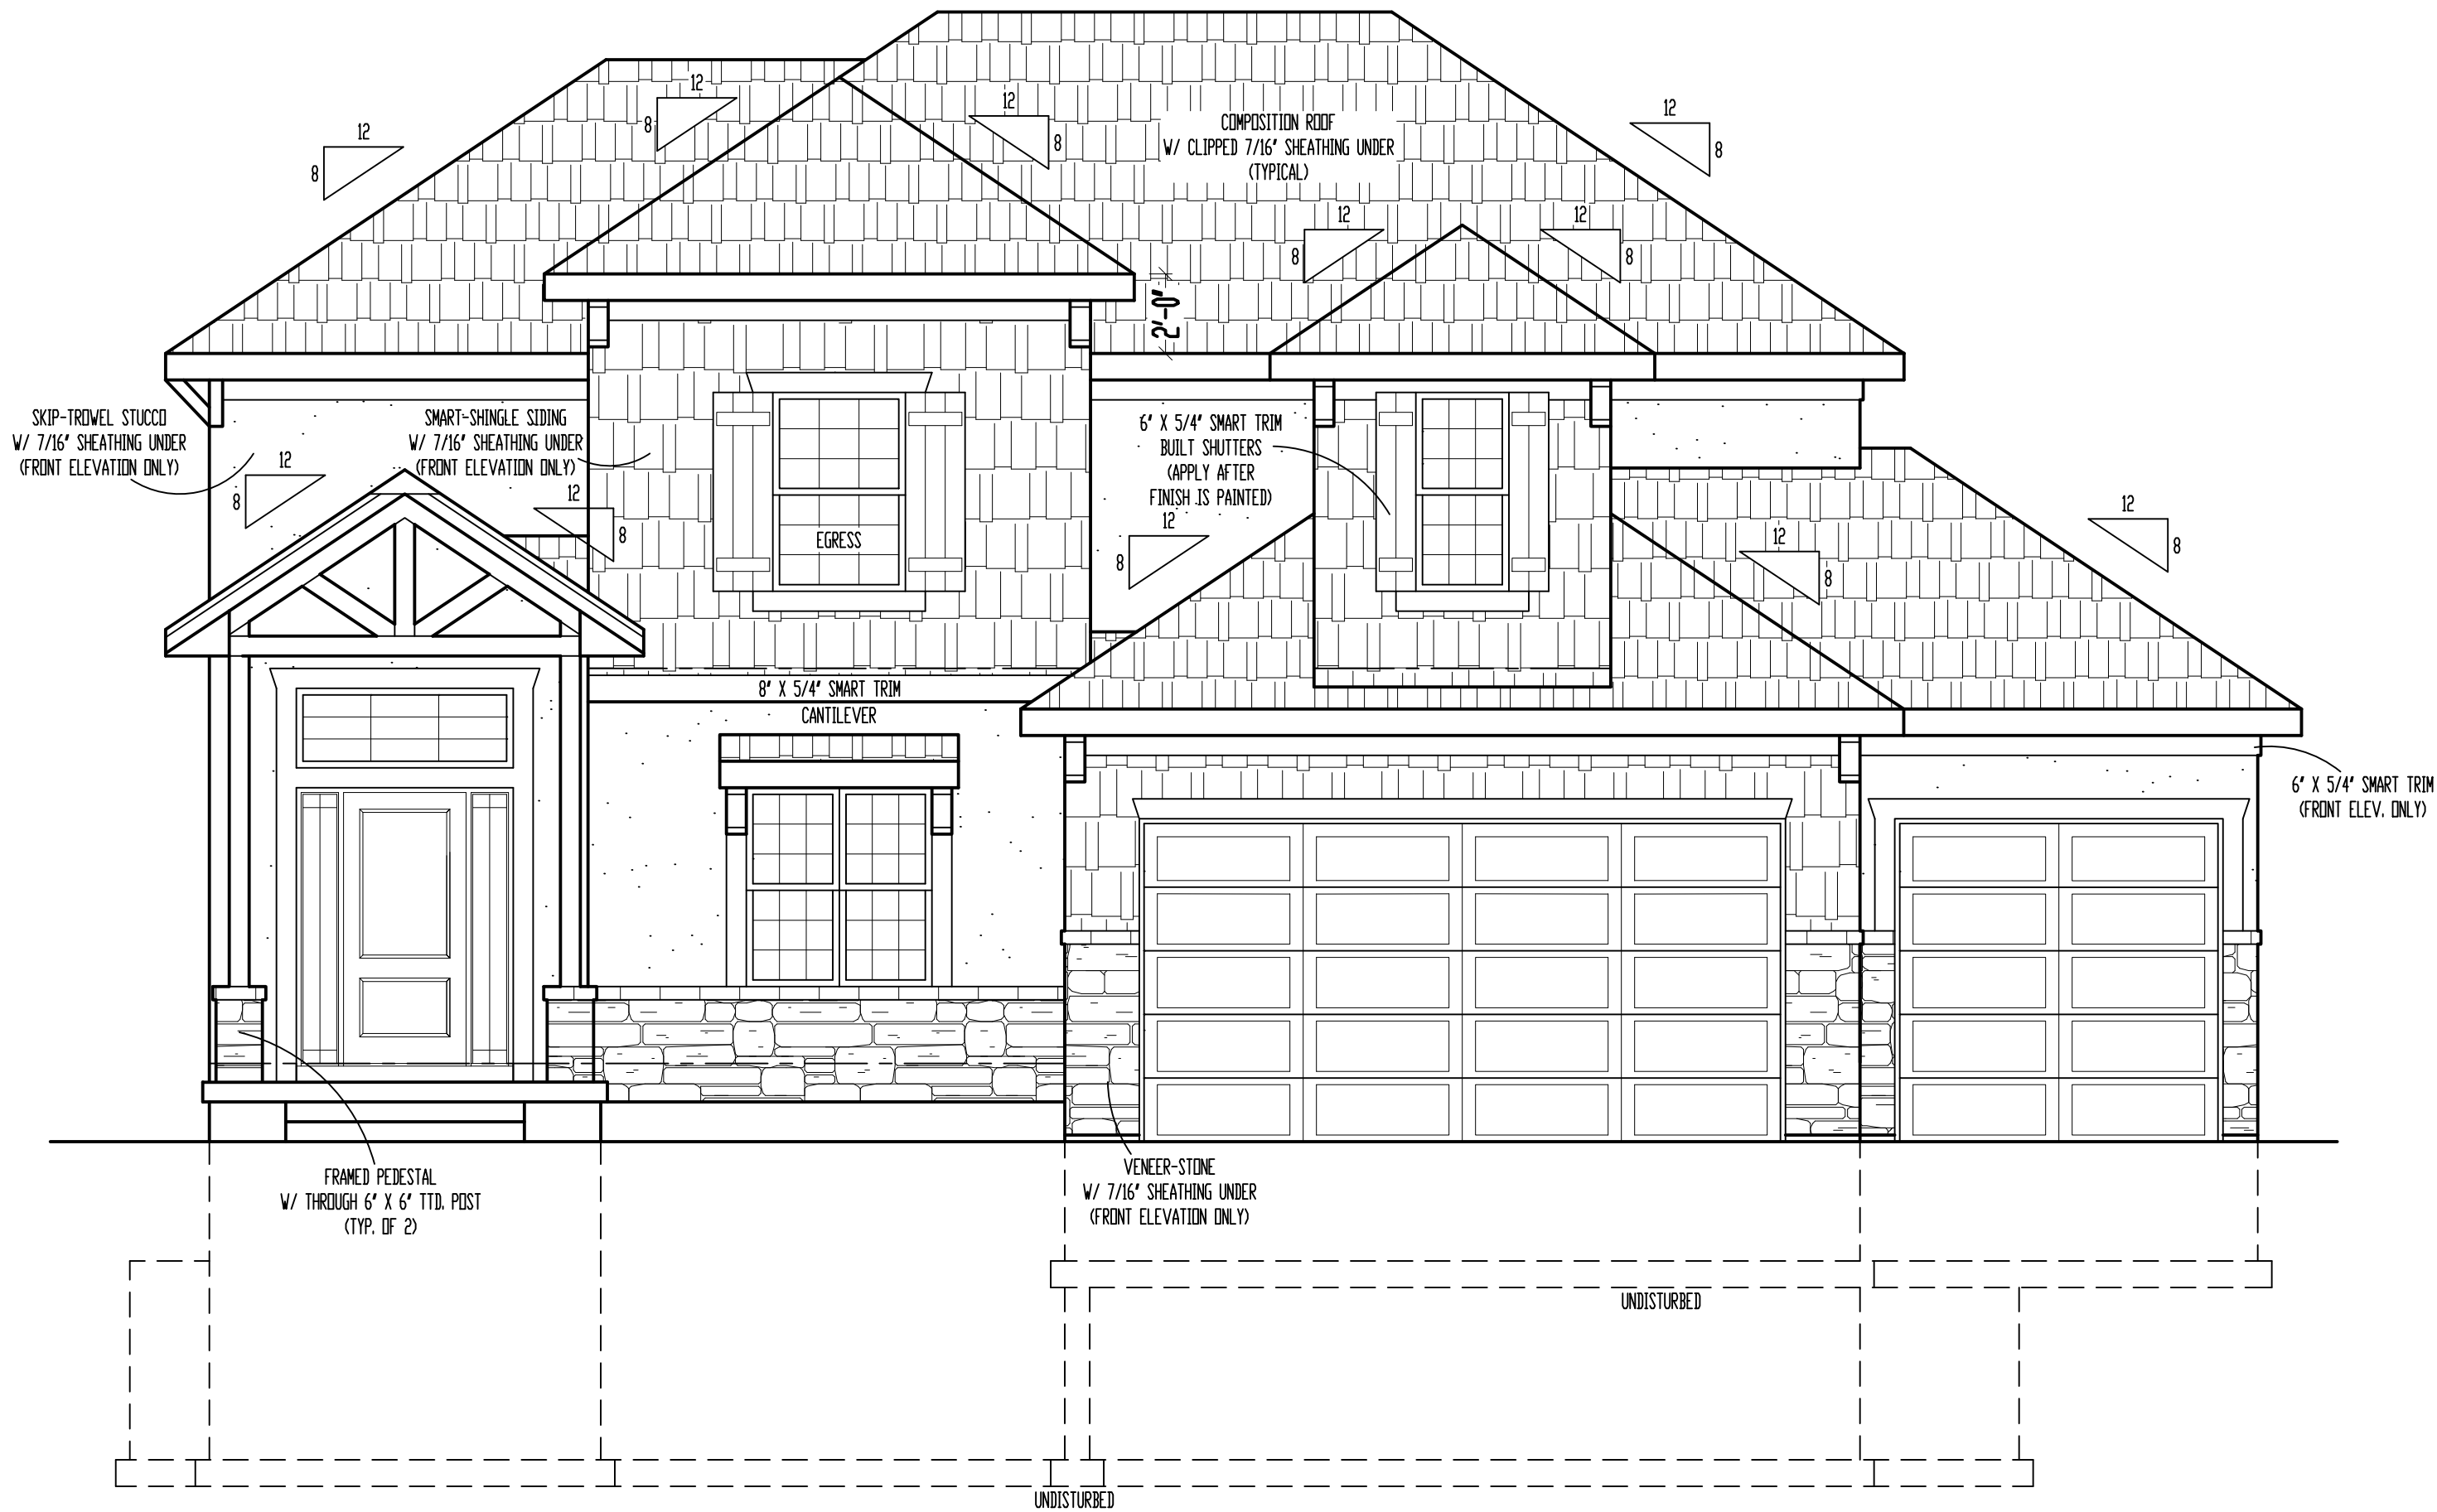 12
8
12
8
12
8
12
8
COMPOSITION ROOF
W/ CLIPPED 7/16" SHEATHING UNDER
(TYPICAL)
12
8
12
8
2'-0"
SKIP-TROWEL STUCCO
W/ 7/16" SHEATHING UNDER
(FRONT ELEVATION ONLY)
SMART-SHINGLE SIDING
W/ 7/16" SHEATHING UNDER
(FRONT ELEVATION ONLY)
6" X 5/4" SMART TRIM
BUILT SHUTTERS
(APPLY AFTER
FINISH IS PAINTED)
12
8
12
8
EGRESS
12
8
12
8
12
8
8" X 5/4" SMART TRIM
CANTILEVER
6" X 5/4" SMART TRIM
(FRONT ELEV. ONLY)
FRAMED PEDESTAL
W/ THROUGH 6" X 6" TTD. POST
(TYP. OF 2)
VENEER-STONE
W/ 7/16" SHEATHING UNDER
(FRONT ELEVATION ONLY)
UNDISTURBED
UNDISTURBED